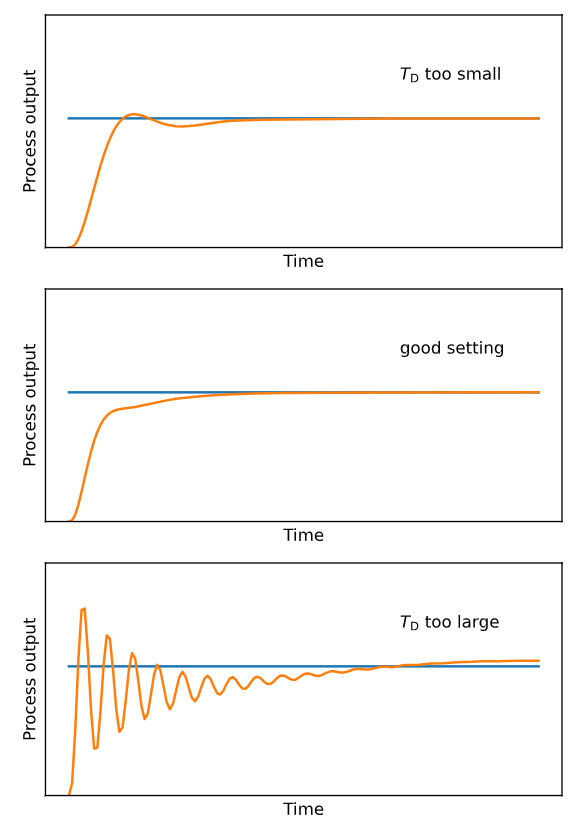 Process output
T_D too small
Time
Process output
good setting
Time
Process output
T_D too large
Time